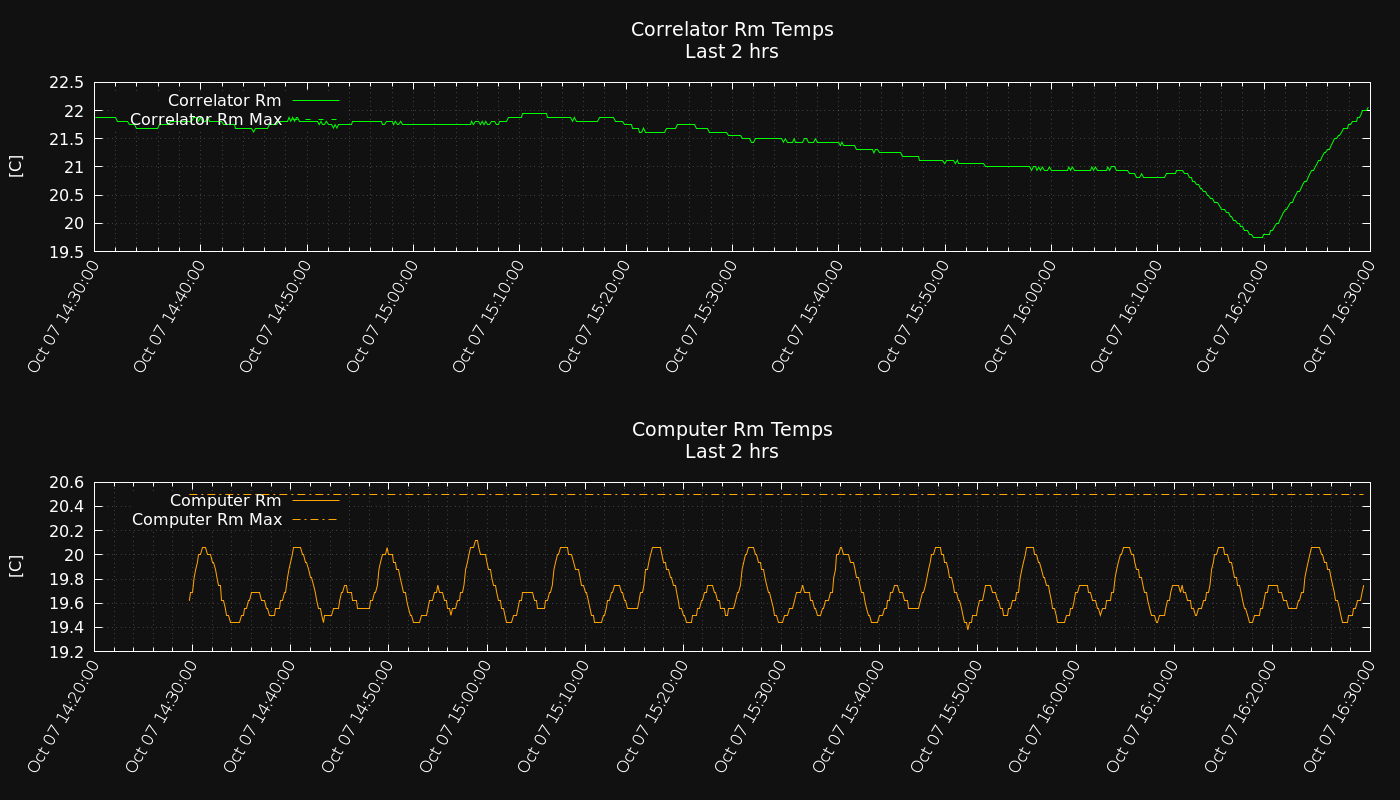 Correlator Rm Temps
Last 2 hrs
22.5
22
21.5
21
20.5
20
19.5
[C]
Correlator Rm
Correlator Rm Max
Oct 07 14:30:00
Oct 07 14:40:00
Oct 07 14:50:00
Oct 07 15:00:00
Oct 07 15:10:00
Oct 07 15:20:00
Oct 07 15:30:00
Oct 07 15:40:00
Oct 07 15:50:00
Oct 07 16:00:00
Oct 07 16:10:00
Oct 07 16:20:00
Oct 07 16:30:00
Computer Rm Temps
Last 2 hrs
20.6
20.4
20.2
20
19.8
19.6
19.4
19.2
[C]
Computer Rm
Computer Rm Max
Oct 07 14:20:00
Oct 07 14:30:00
Oct 07 14:40:00
Oct 07 14:50:00
Oct 07 15:00:00
Oct 07 15:10:00
Oct 07 15:20:00
Oct 07 15:30:00
Oct 07 15:40:00
Oct 07 15:50:00
Oct 07 16:00:00
Oct 07 16:10:00
Oct 07 16:20:00
Oct 07 16:30:00